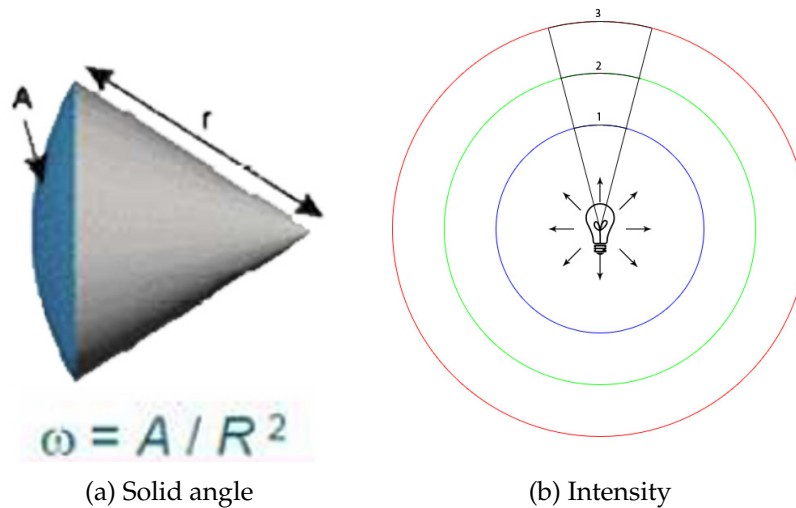 A
r
ω = A / R²
(a) Solid angle
3
2
1
(b) Intensity